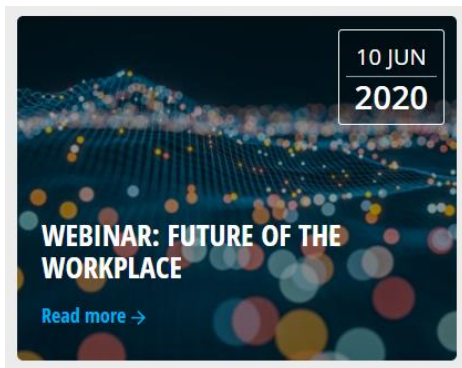 10 JUN
2020
WEBINAR: FUTURE OF THE
WORKPLACE
Read more →